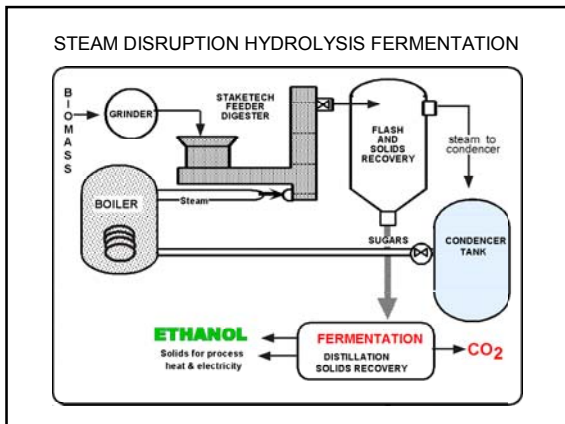 STEAM DISRUPTION HYDROLYSIS FERMENTATION
BIOMASS
GRINDER
STAKETECH
FEEDER
DIGESTER
FLASH
AND
SOLIDS
RECOVERY
steam to
condencer
BOILER
Steam
SUGARS
CONDENCER
TANK
ETHANOL
Solids for process
heat & electricity
FERMENTATION
DISTILLATION
SOLIDS RECOVERY
CO2